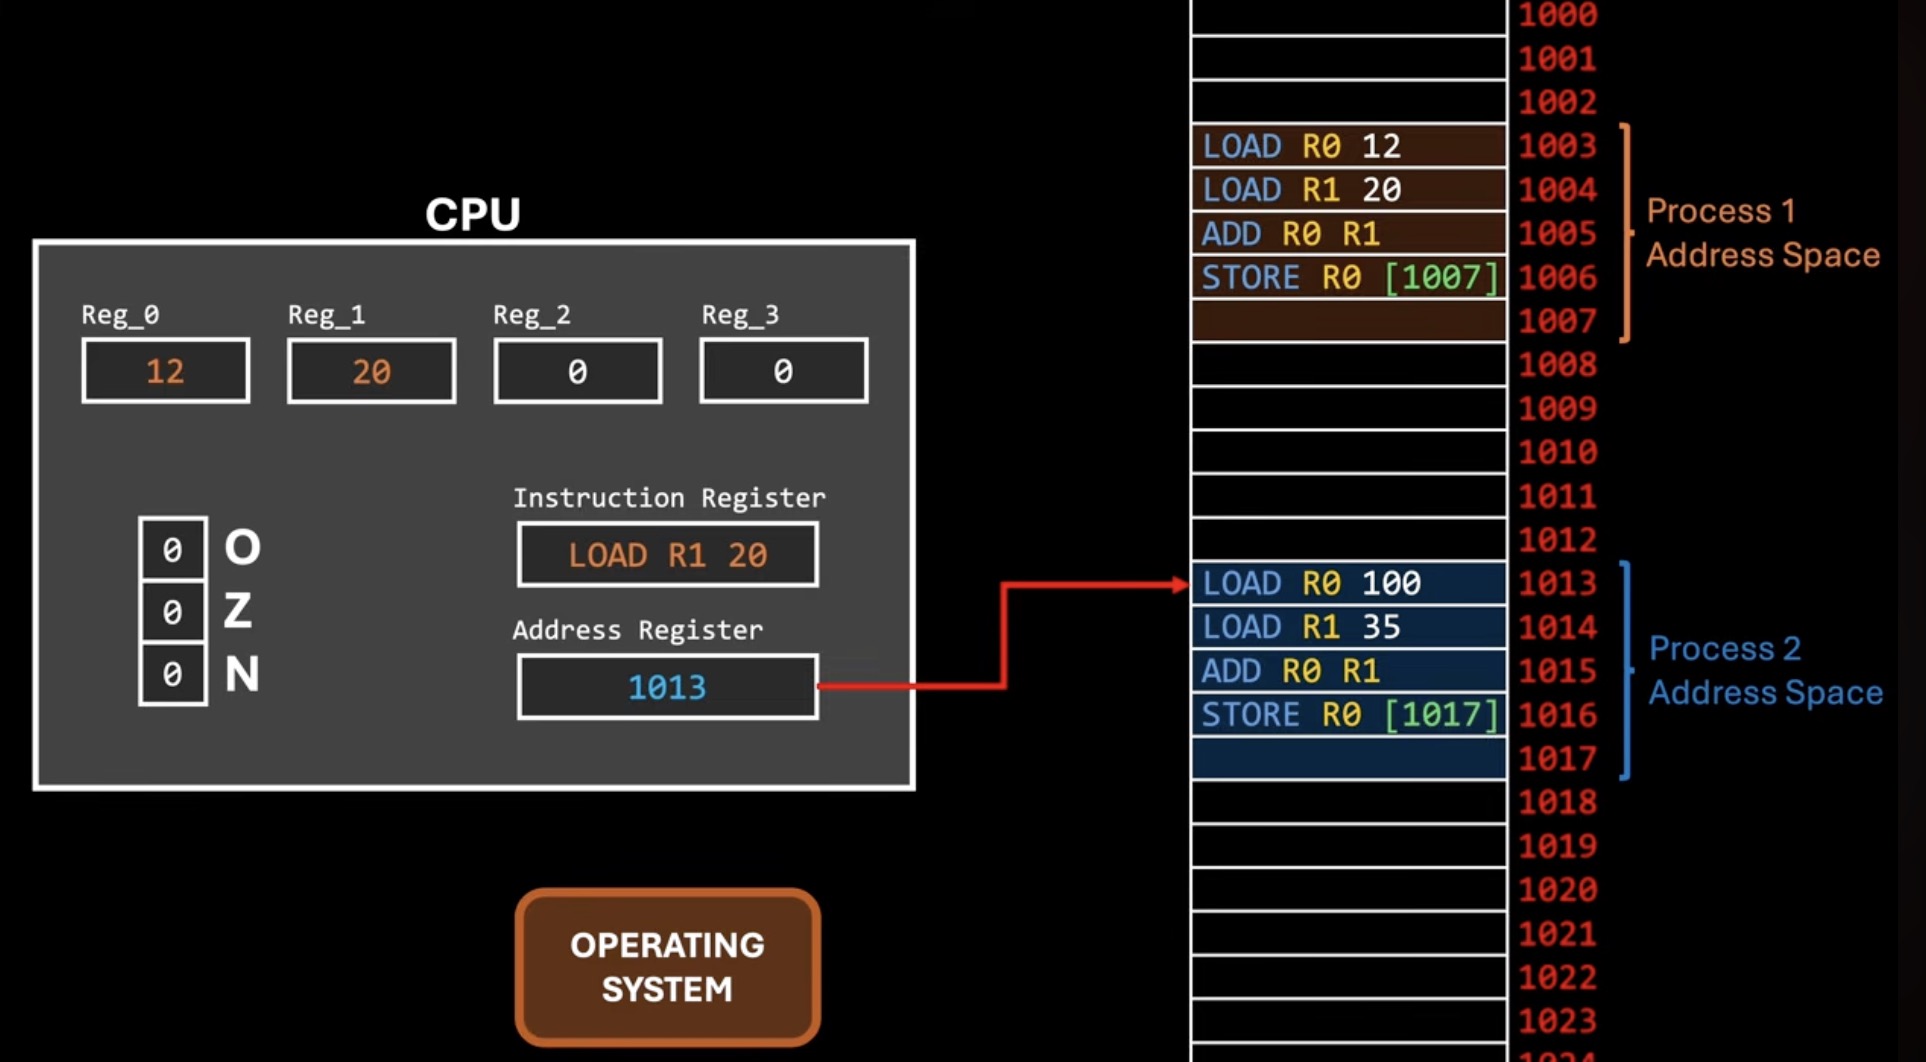 CPU
Reg_0 Reg_1 Reg_2 Reg_3
12 20 0 0
0 O
0 Z
0 N
Instruction Register
LOAD R1 20
Address Register
1013
OPERATING
SYSTEM
1000
1001
1002
LOAD R0 12 1003
LOAD R1 20 1004
ADD R0 R1 1005
STORE R0 [1007] 1006
1007
Process 1
Address Space
1008
1009
1010
1011
1012
LOAD R0 100 1013
LOAD R1 35 1014
ADD R0 R1 1015
STORE R0 [1017] 1016
1017
Process 2
Address Space
1018
1019
1020
1021
1022
1023